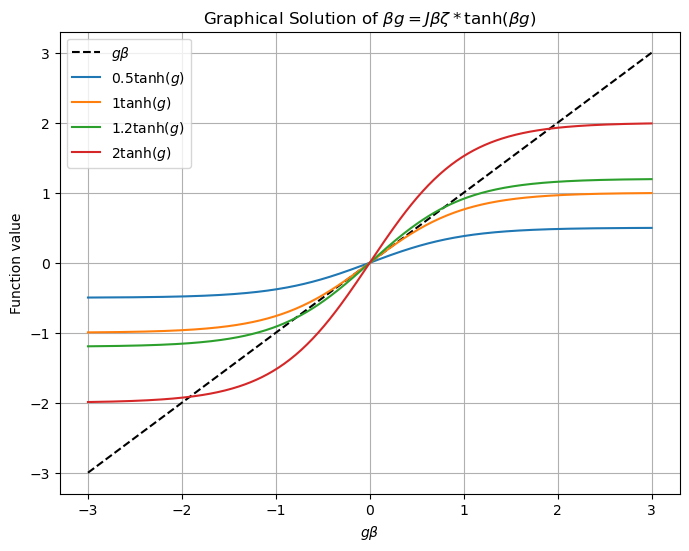 Graphical Solution of βg = Jβζ * tanh(βg)
gβ
0.5tanh(g)
1tanh(g)
1.2tanh(g)
2tanh(g)
Function value
3
2
1
0
−1
−2
−3
−3 −2 −1 0 1 2 3
gβ